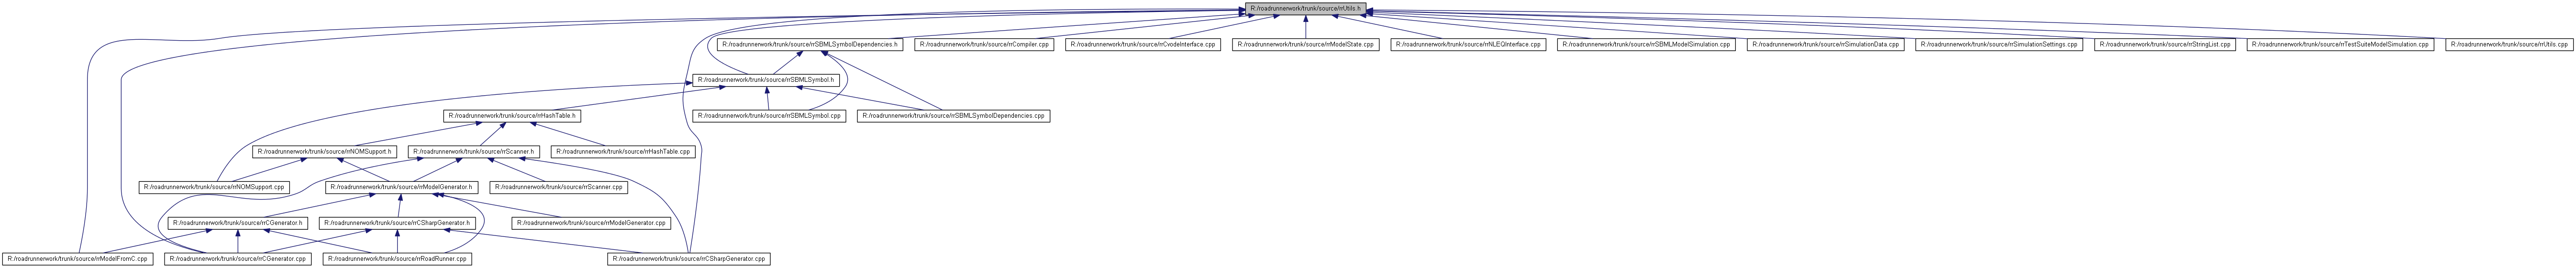 R:/roadrunnerwork/trunk/source/rrUtils.h
R:/roadrunnerwork/trunk/source/rrSBMLSymbolDependencies.h
R:/roadrunnerwork/trunk/source/rrCompiler.cpp
R:/roadrunnerwork/trunk/source/rrCvodeInterface.cpp
R:/roadrunnerwork/trunk/source/rrModelState.cpp
R:/roadrunnerwork/trunk/source/rrNLEQInterface.cpp
R:/roadrunnerwork/trunk/source/rrSBMLModelSimulation.cpp
R:/roadrunnerwork/trunk/source/rrSimulationData.cpp
R:/roadrunnerwork/trunk/source/rrSimulationSettings.cpp
R:/roadrunnerwork/trunk/source/rrStringList.cpp
R:/roadrunnerwork/trunk/source/rrTestSuiteModelSimulation.cpp
R:/roadrunnerwork/trunk/source/rrUtils.cpp
R:/roadrunnerwork/trunk/source/rrSBMLSymbol.h
R:/roadrunnerwork/trunk/source/rrHashTable.h
R:/roadrunnerwork/trunk/source/rrSBMLSymbol.cpp
R:/roadrunnerwork/trunk/source/rrSBMLSymbolDependencies.cpp
R:/roadrunnerwork/trunk/source/rrNOMSupport.h
R:/roadrunnerwork/trunk/source/rrScanner.h
R:/roadrunnerwork/trunk/source/rrHashTable.cpp
R:/roadrunnerwork/trunk/source/rrNOMSupport.cpp
R:/roadrunnerwork/trunk/source/rrModelGenerator.h
R:/roadrunnerwork/trunk/source/rrScanner.cpp
R:/roadrunnerwork/trunk/source/rrCGenerator.h
R:/roadrunnerwork/trunk/source/rrCSharpGenerator.h
R:/roadrunnerwork/trunk/source/rrModelGenerator.cpp
R:/roadrunnerwork/trunk/source/rrModelFromC.cpp
R:/roadrunnerwork/trunk/source/rrCGenerator.cpp
R:/roadrunnerwork/trunk/source/rrRoadRunner.cpp
R:/roadrunnerwork/trunk/source/rrCSharpGenerator.cpp